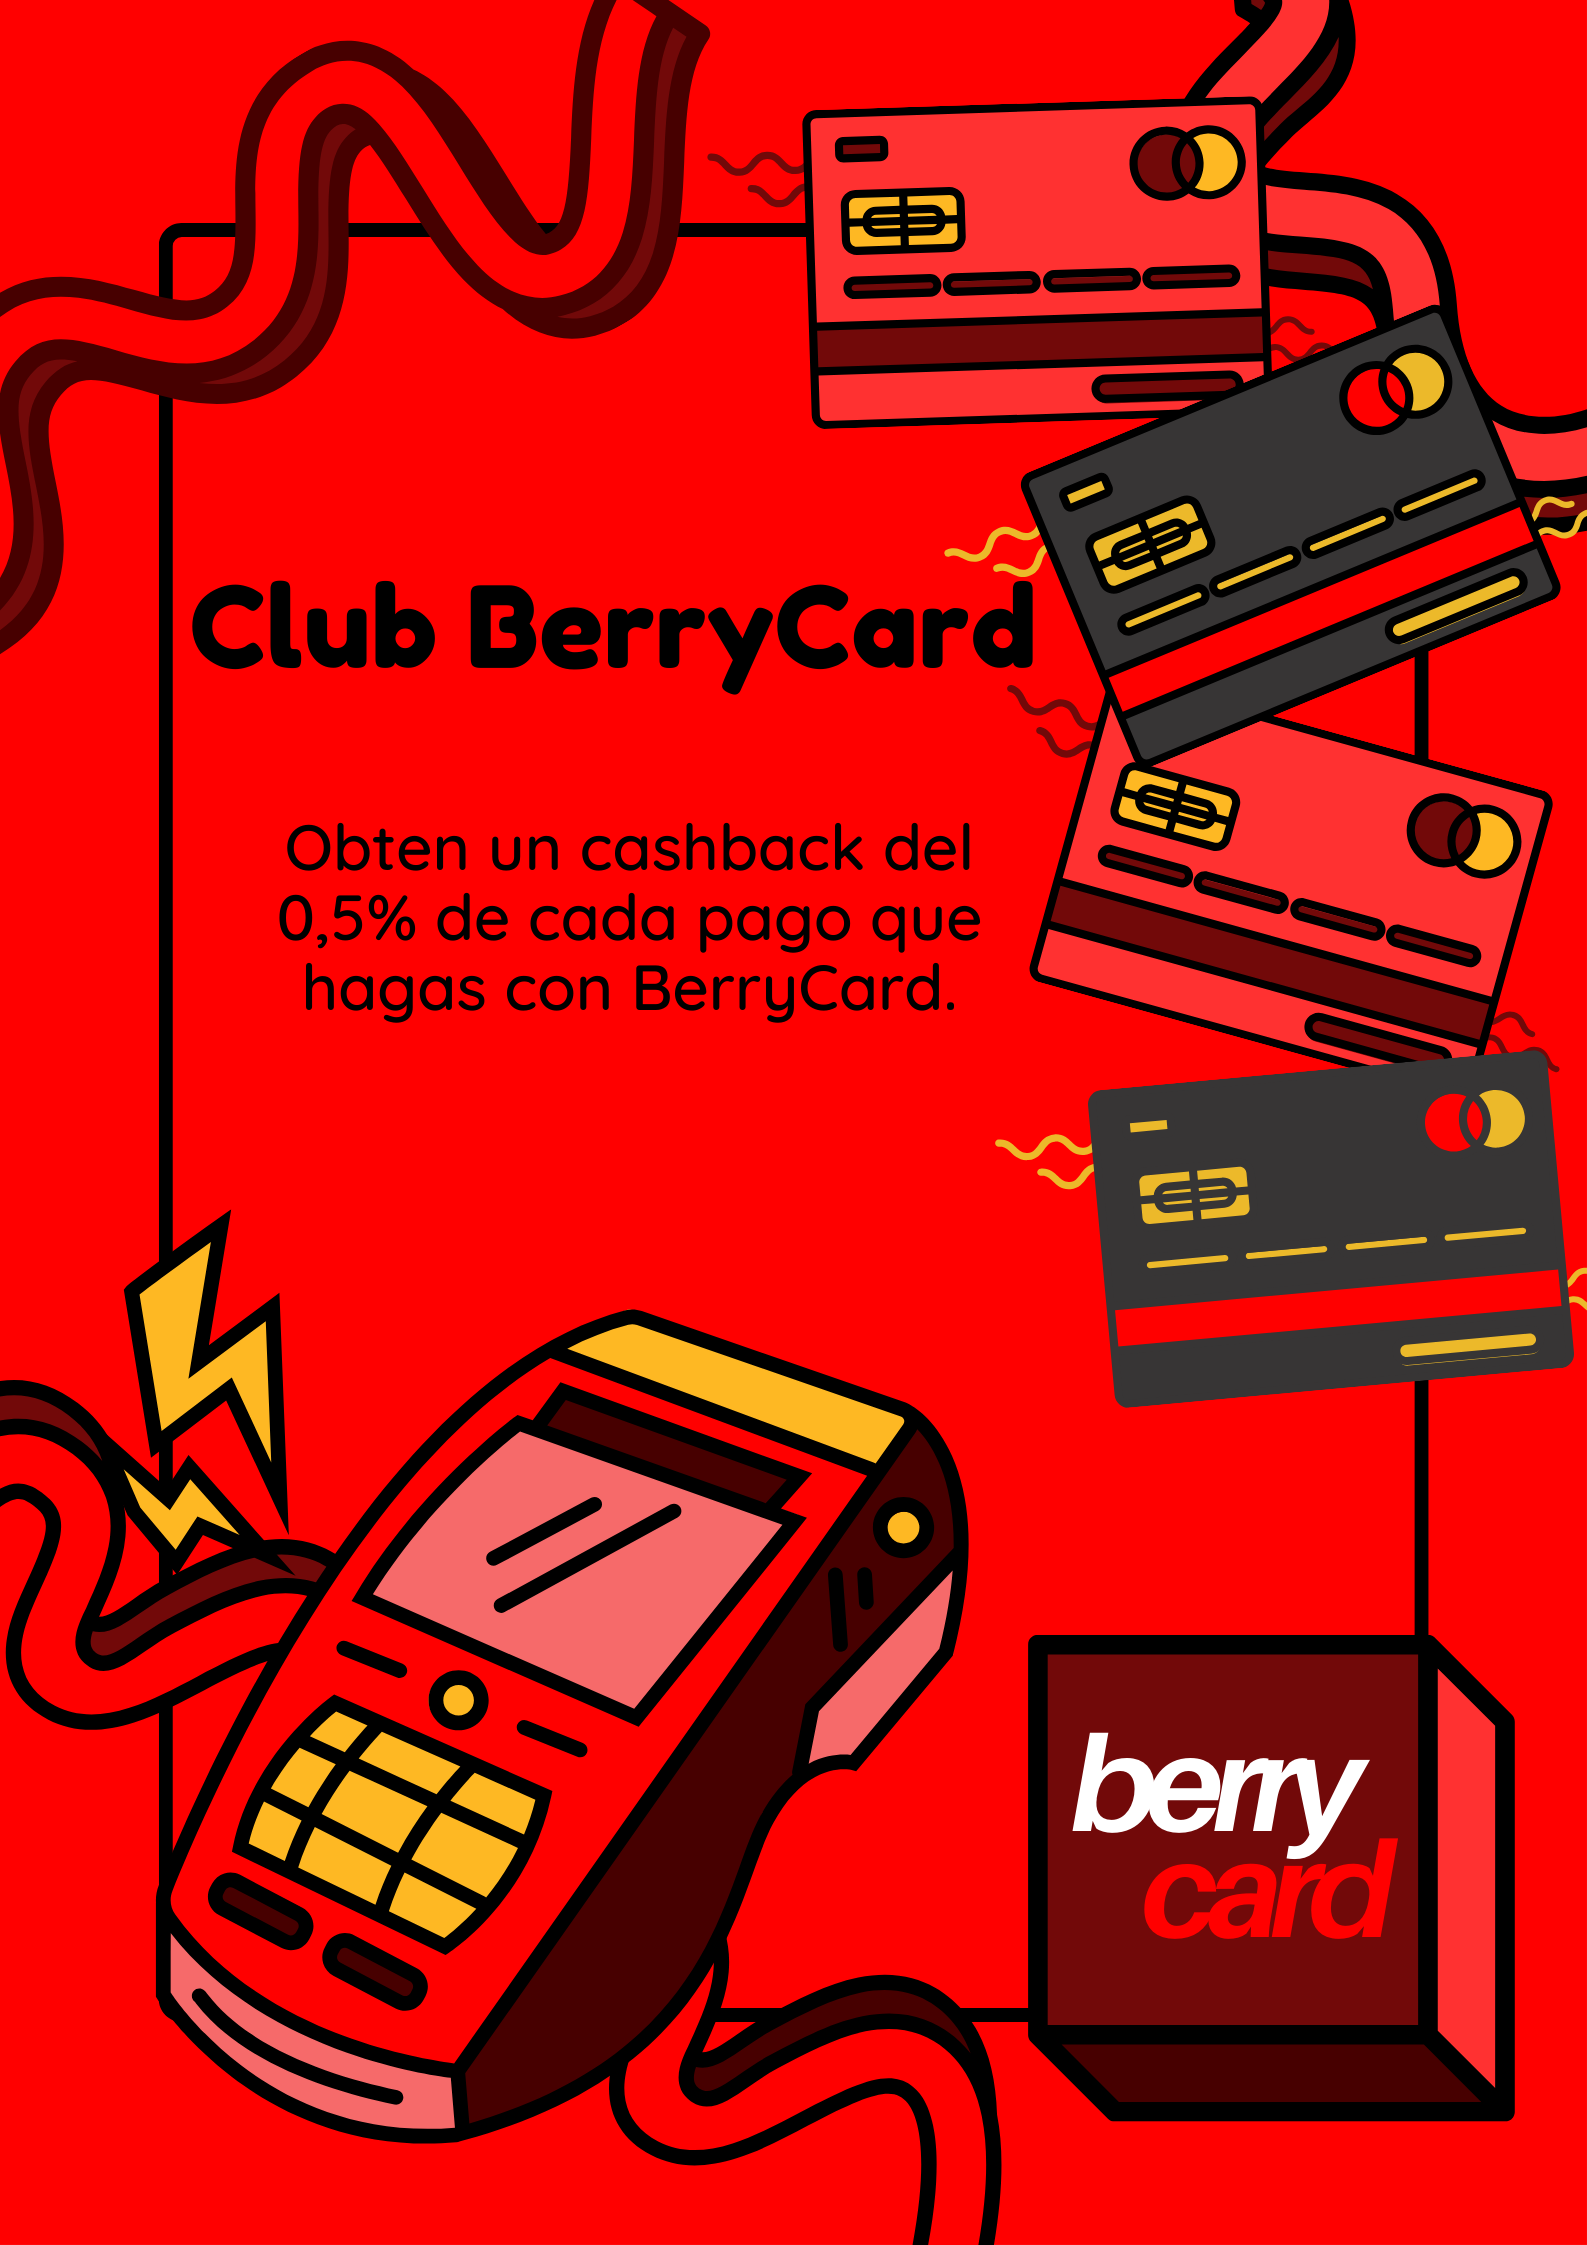 Club BerryCard
Obten un cashback del
0,5% de cada pago que
hagas con BerryCard.
berry
card